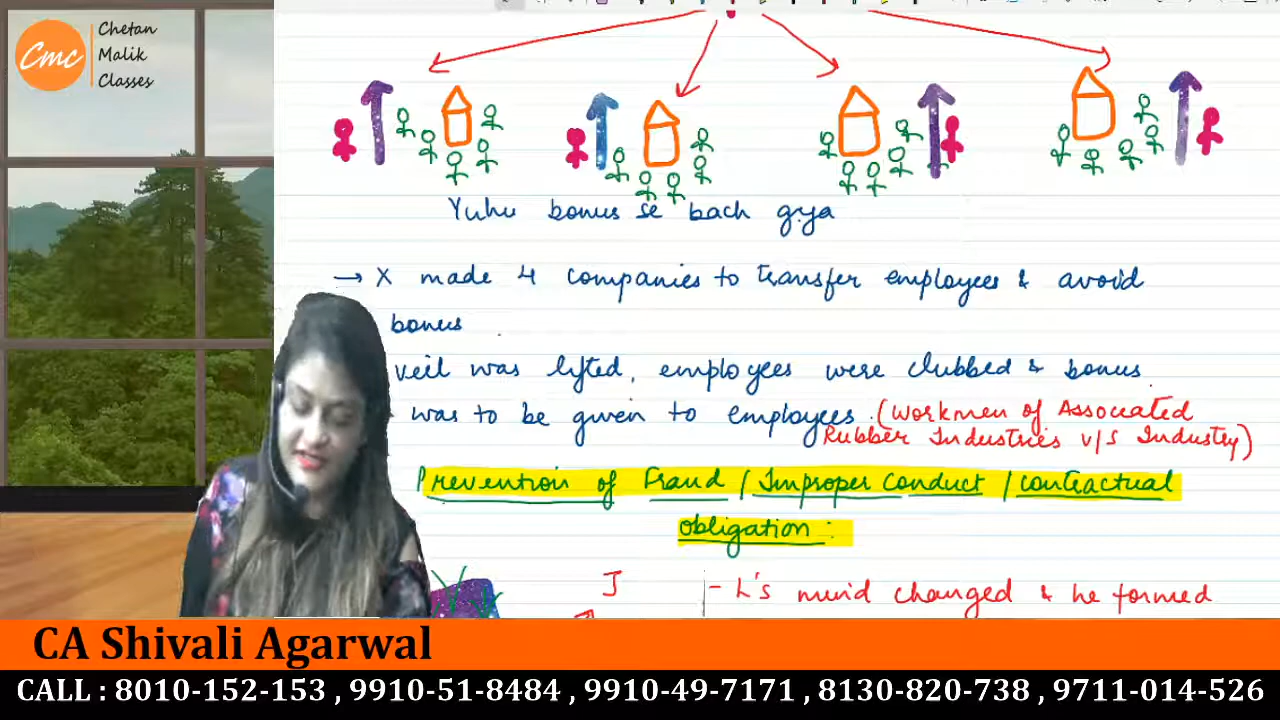 Cmc
Chetan
Malik
Classes
Yuhu bonus se bach gya
→ X made 4 companies to transfer employees & avoid
bonus
veil was lifted, employees were clubbed & bonus
was to be given to employees. (Workmen of Associated
Rubber Industries v/s Industry)
Prevention of Fraud / Improper Conduct / contractual
obligation :
J
- L's mind changed & he formed
CA Shivali Agarwal
CALL : 8010-152-153 , 9910-51-8484 , 9910-49-7171 , 8130-820-738 , 9711-014-526